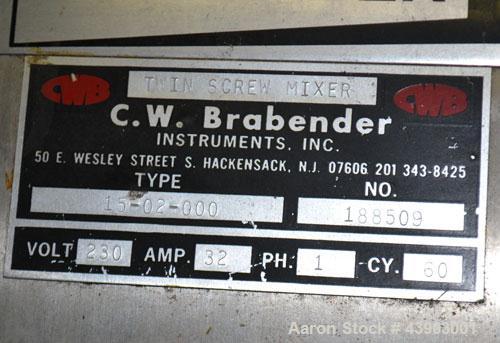 TWIN SCREW MIXER
CWB CWB
C.W. Brabender
INSTRUMENTS, INC.
50 E. WESLEY STREET S. HACKENSACK, N.J. 07606 201 343-8425
TYPE NO.
15-02-000 188509
VOLT 230 AMP. 32 PH. 1 CY. 60
Aaron Stock # 43963001